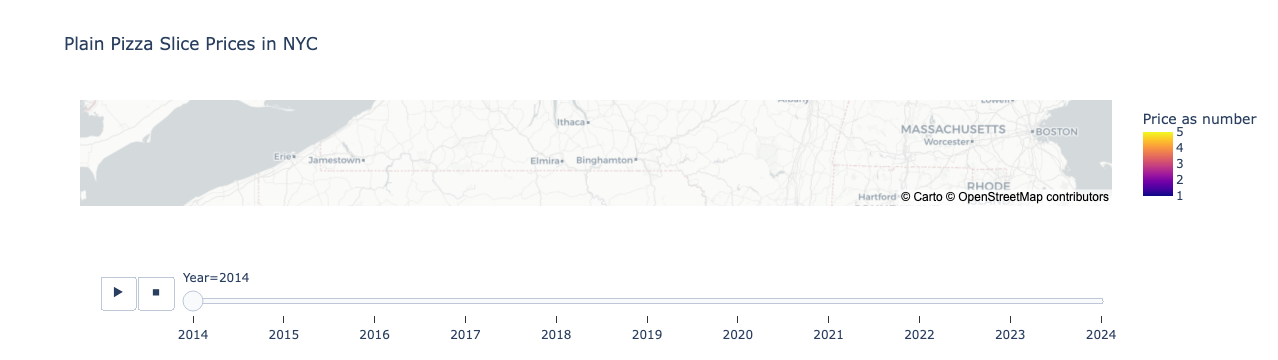 Plain Pizza Slice Prices in NYC
Albany
Lowell
Ithaca
MASSACHUSETTS
BOSTON
Worcester
Erie
Jamestown
Elmira
Binghamton
RHODE
Hartford
© Carto © OpenStreetMap contributors
Price as number
5
4
3
2
1
Year=2014
2014 2015 2016 2017 2018 2019 2020 2021 2022 2023 2024